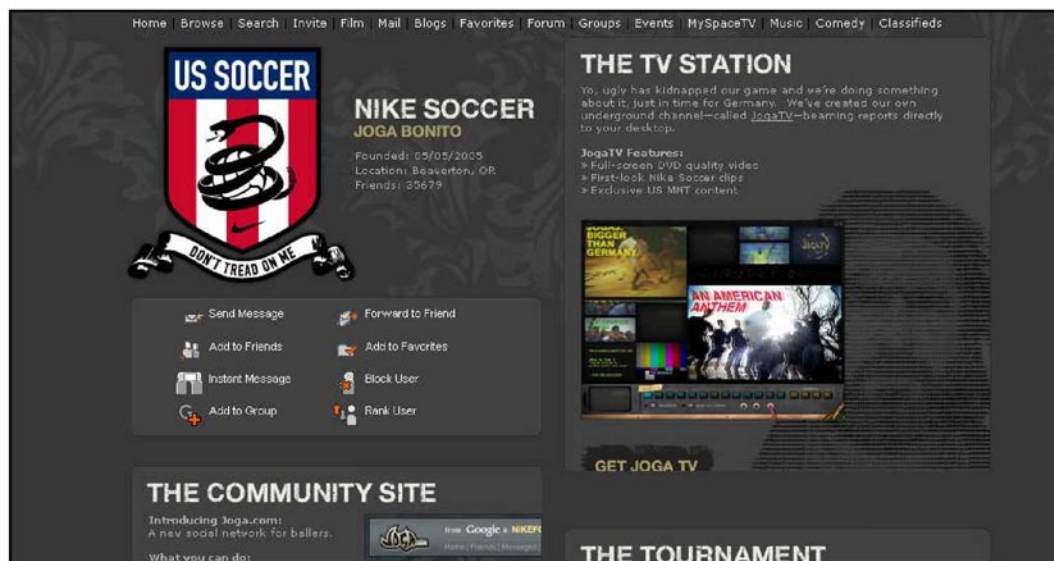 Home | Browse | Search | Invite | Film | Mail | Blogs | Favorites | Forum | Groups | Events | MySpaceTV | Music | Comedy | Classifieds
US SOCCER
DON'T TREAD ON ME
NIKE SOCCER
JOGA BONITO
Founded: 05/05/2005
Location: Beaverton, OR
Friends: 35679
Send Message
Forward to Friend
Add to Friends
Add to Favorites
Instant Message
Block User
Add to Group
Rank User
THE COMMUNITY SITE
Introducing Joga.com:
A new social network for ballers.
What you can do:
JOGA
from Google & NIKEFO
Home | Friends | Messages |
THE TV STATION
Yo, ugly has kidnapped our game and we're doing something
about it, just in time for Germany. We've created our own
underground channel—called JogaTV—beaming reports directly
to your desktop.
JogaTV Features:
» Full-screen DVD quality video
» First-look Nike Soccer clips
» Exclusive US MNT content
BIGGER
THAN
GERMANY.
JOGATV
AN AMERICAN
ANTHEM
GET JOGA TV
THE TOURNAMENT